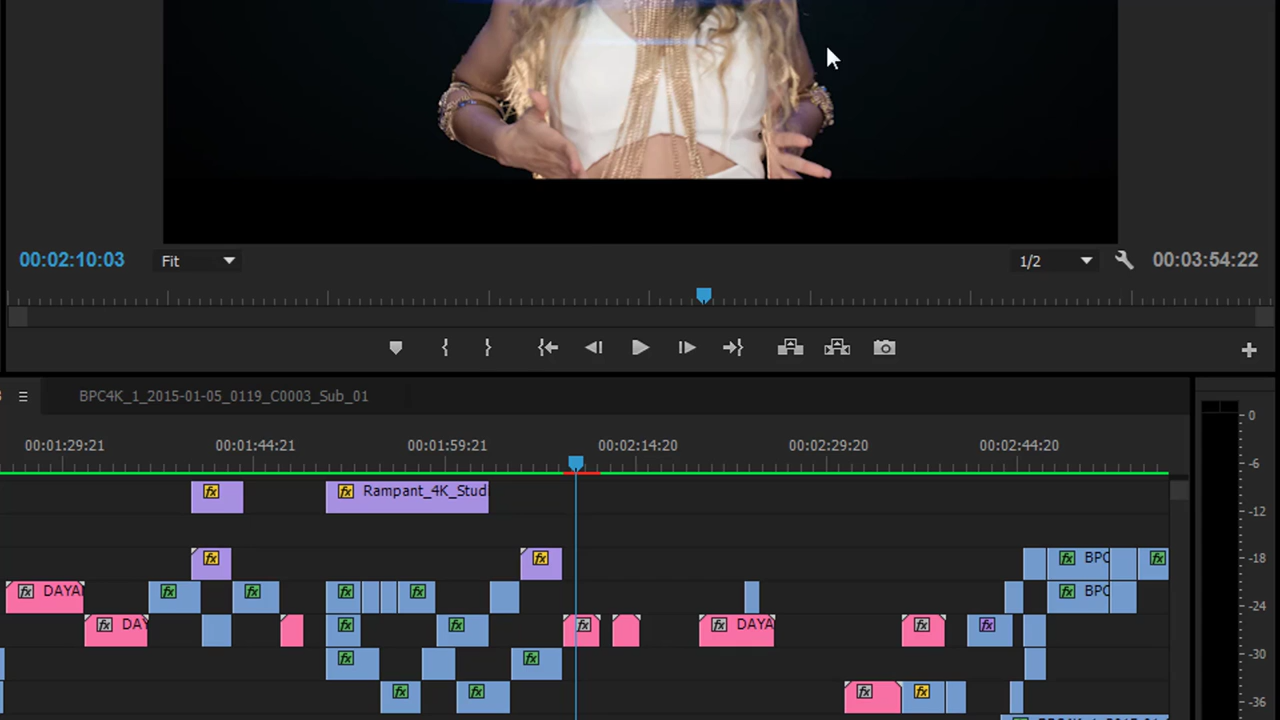 00:02:10:03 Fit 1/2 00:03:54:22
BPC4K_1_2015-01-05_0119_C0003_Sub_01
00:01:29:21 00:01:44:21 00:01:59:21 00:02:14:20 00:02:29:20 00:02:44:20
0
-6
-12
-18
-24
-30
-36
fx fx Rampant_4K_Stud
fx fx fx BPC fx
fx DAYA fx fx fx fx fx BPC
fx DAY fx fx fx fx DAYA fx fx
fx fx
fx fx fx fx